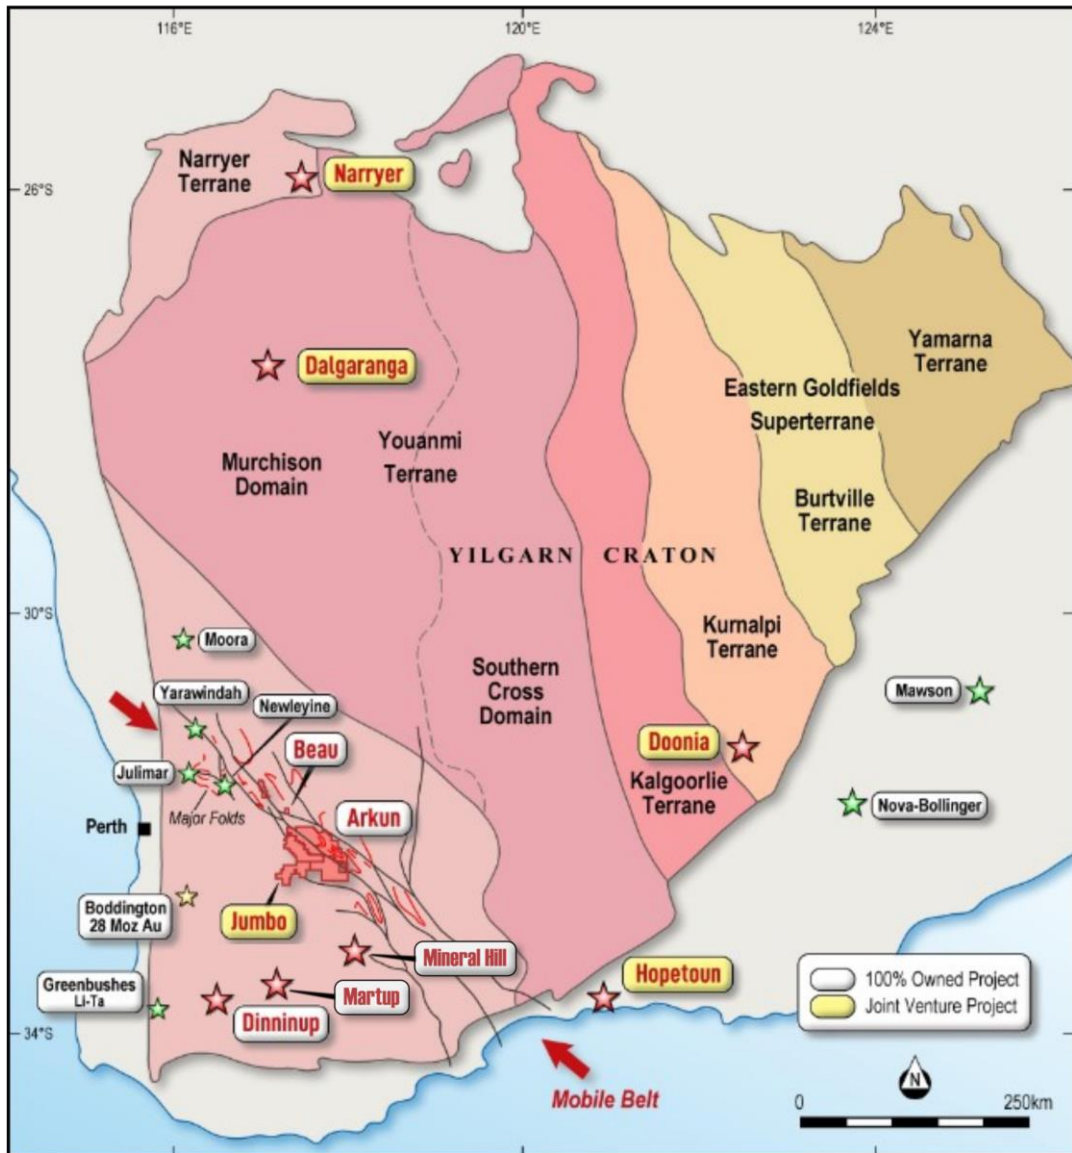 116°E
120°E
124°E
26°S
30°S
34°S
Narryer
Terrane
Narryer
Dalgaranga
Murchison
Domain
Youanmi
Terrane
YILGARN CRATON
Yamarna
Terrane
Eastern Goldfields
Superterrane
Burtville
Terrane
Kurnalpi
Terrane
Southern
Cross
Domain
Doonia
Kalgoorlie
Terrane
Mawson
Nova-Bollinger
Moora
Yarawindah
Newleyine
Beau
Julimar
Major Folds
Arkun
Perth
Jumbo
Boddington
28 Moz Au
Mineral Hill
Greenbushes
Li-Ta
Martup
Dinninup
Hopetoun
Mobile Belt
100% Owned Project
Joint Venture Project
N
0 250km